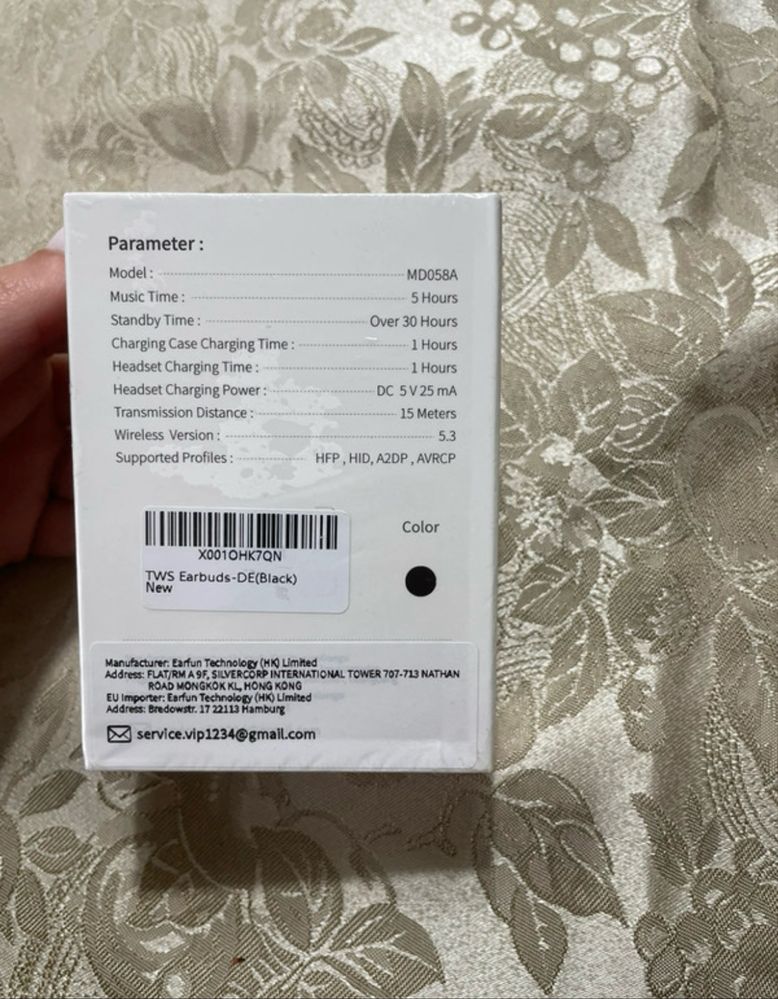 Parameter :
Model : MD058A
Music Time : 5 Hours
Standby Time : Over 30 Hours
Charging Case Charging Time : 1 Hours
Headset Charging Time : 1 Hours
Headset Charging Power : DC 5 V 25 mA
Transmission Distance : 15 Meters
Wireless Version : 5.3
Supported Profiles : HFP , HID, A2DP , AVRCP
Color
X001OHK7QN
TWS Earbuds-DE(Black)
New
Manufacturer: Earfun Technology (HK) Limited
Address: FLAT/RM A 9F, SILVERCORP INTERNATIONAL TOWER 707-713 NATHAN
ROAD MONGKOK KL, HONG KONG
EU Importer: Earfun Technology (HK) Limited
Address: Bredowstr. 17 22113 Hamburg
service.vip1234@gmail.com